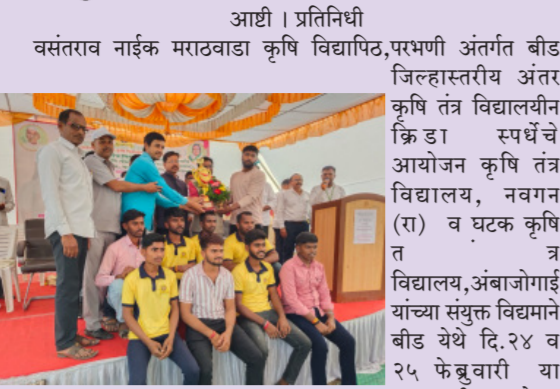 आष्टी । प्रतिनिधी
वसंतराव नाईक मराठवाडा कृषि विद्यापिठ,परभणी अंतर्गत बीड
जिल्हास्तरीय अंतर
कृषि तंत्र विद्यालयीन
क्रिडा स्पर्धेचे
आयोजन कृषि तंत्र
विद्यालय, नवगन
(रा) व घटक कृषि
तंत्र
विद्यालय,अंबाजोगाई
यांच्या संयुक्त विद्यमाने
बीड येथे दि.२४ व
२५ फेब्रुवारी या